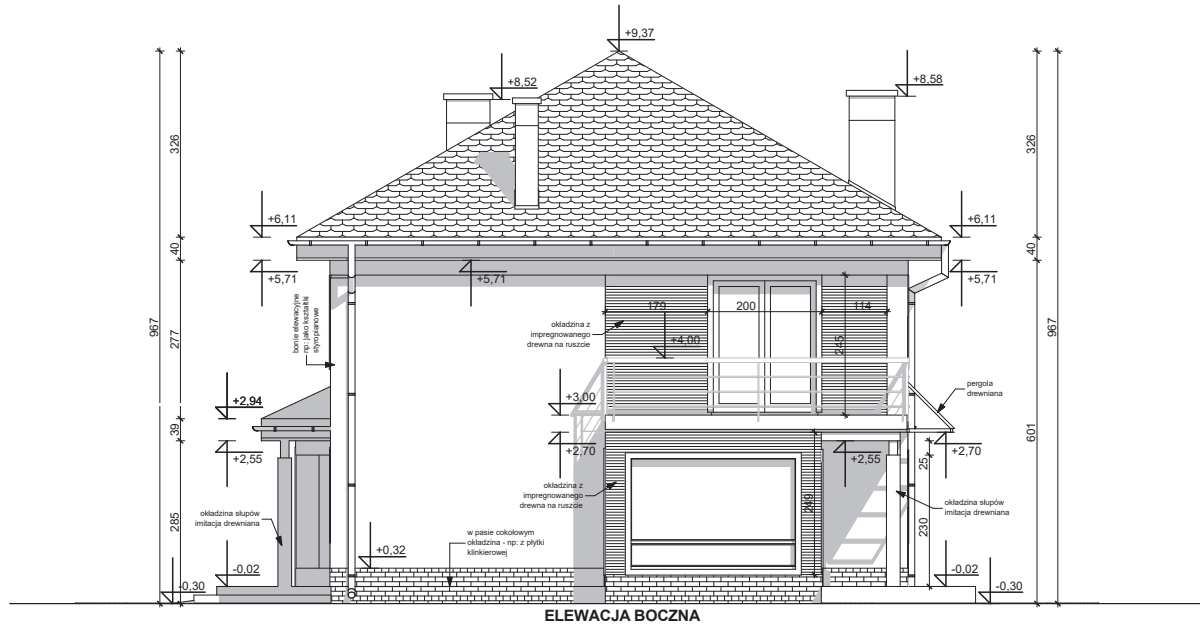 +9,37
+8,52
+8,58
326
326
+6,11
+6,11
40
40
+5,71
+5,71
+5,71
967
277
bonie elewacyjne
np: jako kształtki
styropianowe
okładzina z
impregnowanego
drewna na ruszcie
179
200
114
245
+4,00
967
601
pergola
drewniana
+2,94
39
+2,55
+3,00
+2,70
+2,55
+2,70
25
okładzina z
impregnowanego
drewna na ruszcie
249
okładzina słupów
imitacja drewniana
okładzina słupów
imitacja drewniana
285
230
w pasie cokołowym
okładzina - np: z płytki
klinkierowej
+0,32
-0,02
-0,02
-0,30
-0,30
ELEWACJA BOCZNA